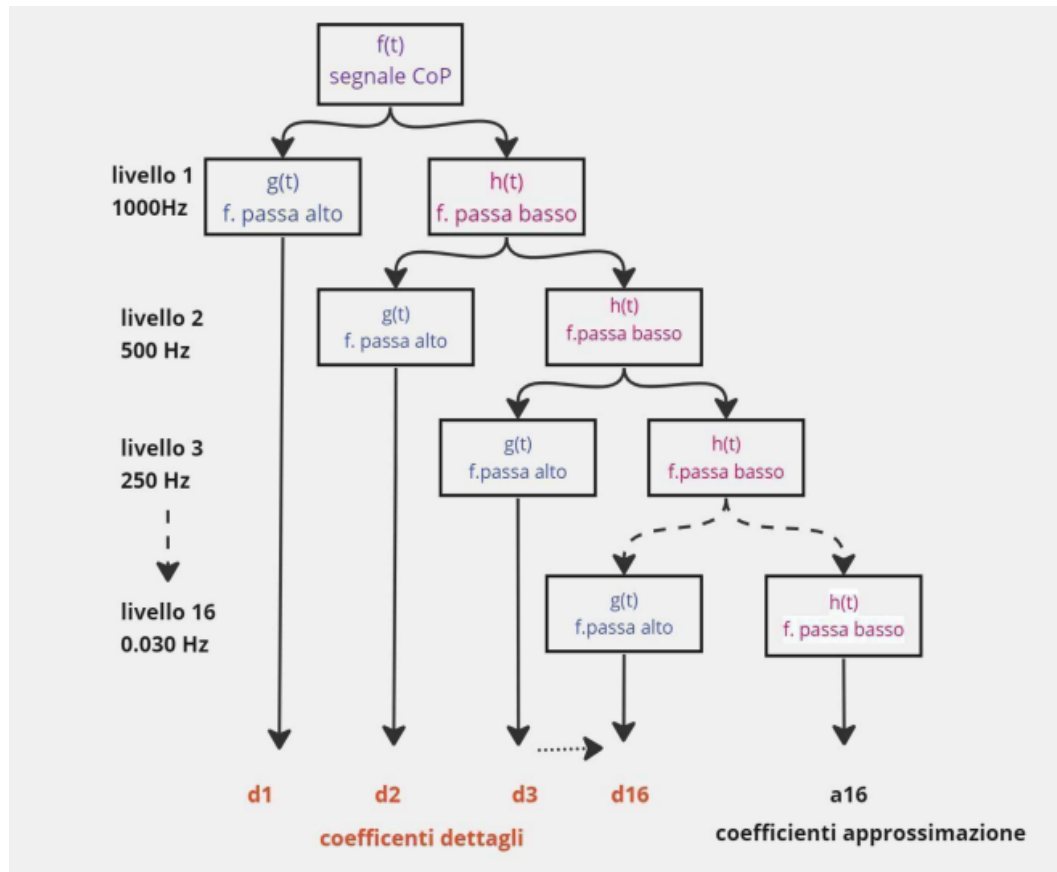 f(t)
segnale CoP
livello 1
1000Hz
g(t)
f. passa alto
h(t)
f. passa basso
livello 2
500 Hz
g(t)
f. passa alto
h(t)
f.passa basso
livello 3
250 Hz
g(t)
f.passa alto
h(t)
f.passa basso
livello 16
0.030 Hz
g(t)
f.passa alto
h(t)
f. passa basso
d1
d2
d3
d16
a16
coefficenti dettagli
coefficienti approssimazione